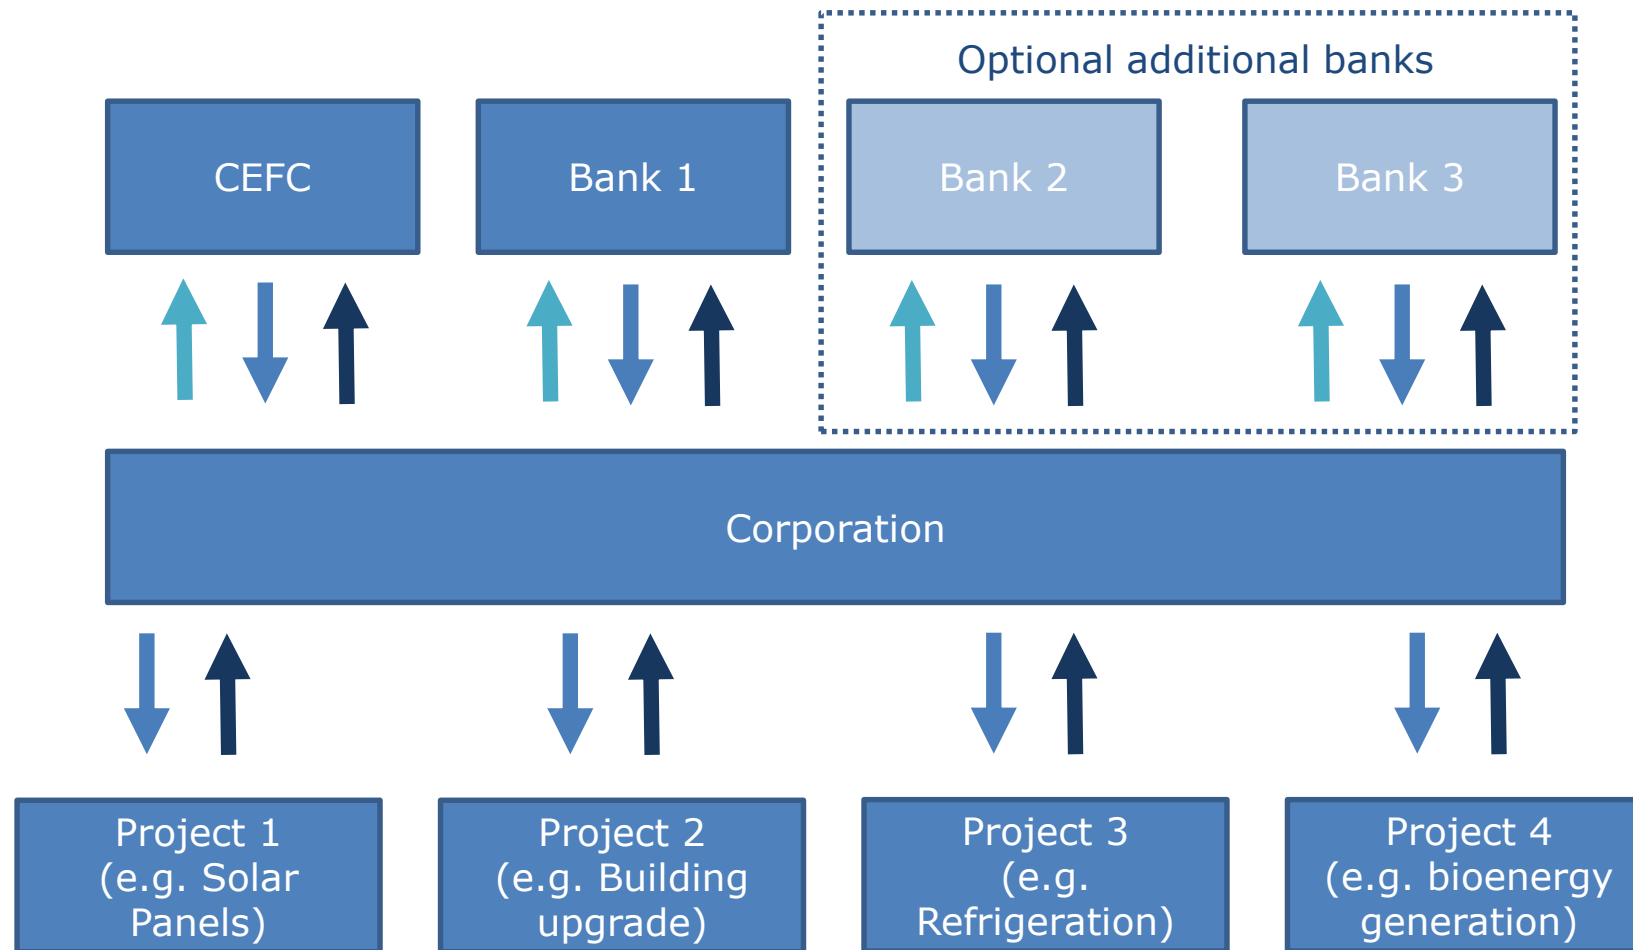 Optional additional banks
CEFC
Bank 1
Bank 2
Bank 3
Corporation
Project 1
(e.g. Solar
Panels)
Project 2
(e.g. Building
upgrade)
Project 3
(e.g.
Refrigeration)
Project 4
(e.g. bioenergy
generation)